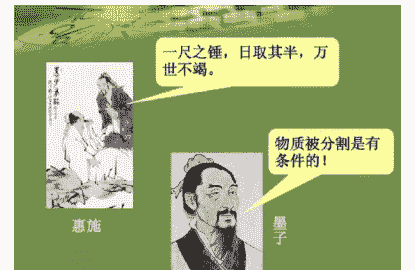 一尺之锤，日取其半，万
世不竭。
物质被分割是有
条件的！
惠施
墨子